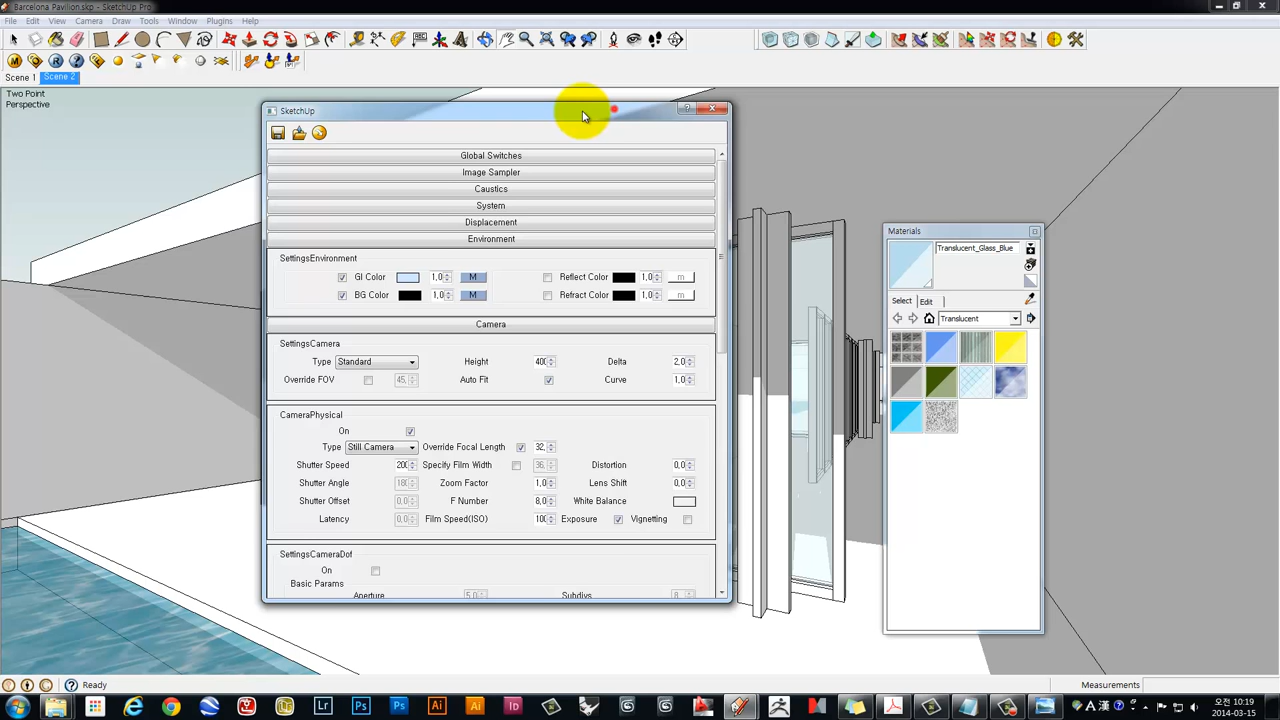 Barcelona Pavilion.skp - SketchUp Pro
File Edit View Camera Draw Tools Window Plugins Help
Scene 1 Scene 2
Two Point
Perspective
SketchUp
Global Switches
Image Sampler
Caustics
System
Displacement
Environment
SettingsEnvironment
GI Color 1,0 M Reflect Color 1,0 m
BG Color 1,0 M Refract Color 1,0 m
Camera
SettingsCamera
Type Standard Height 400 Delta 2,0
Override FOV 45, Auto Fit Curve 1,0
CameraPhysical
On
Type Still Camera Override Focal Length 32,
Shutter Speed 200 Specify Film Width 36, Distortion 0,0
Shutter Angle 180 Zoom Factor 1,0 Lens Shift 0,0
Shutter Offset 0,0 F Number 8,0 White Balance
Latency 0,0 Film Speed(ISO) 100 Exposure Vignetting
SettingsCameraDof
On
Basic Params
Aperture 5,0 Subdivs 8
Materials
Translucent_Glass_Blue
Select Edit
Translucent
Ready Measurements
오전 10:19
2014-03-15